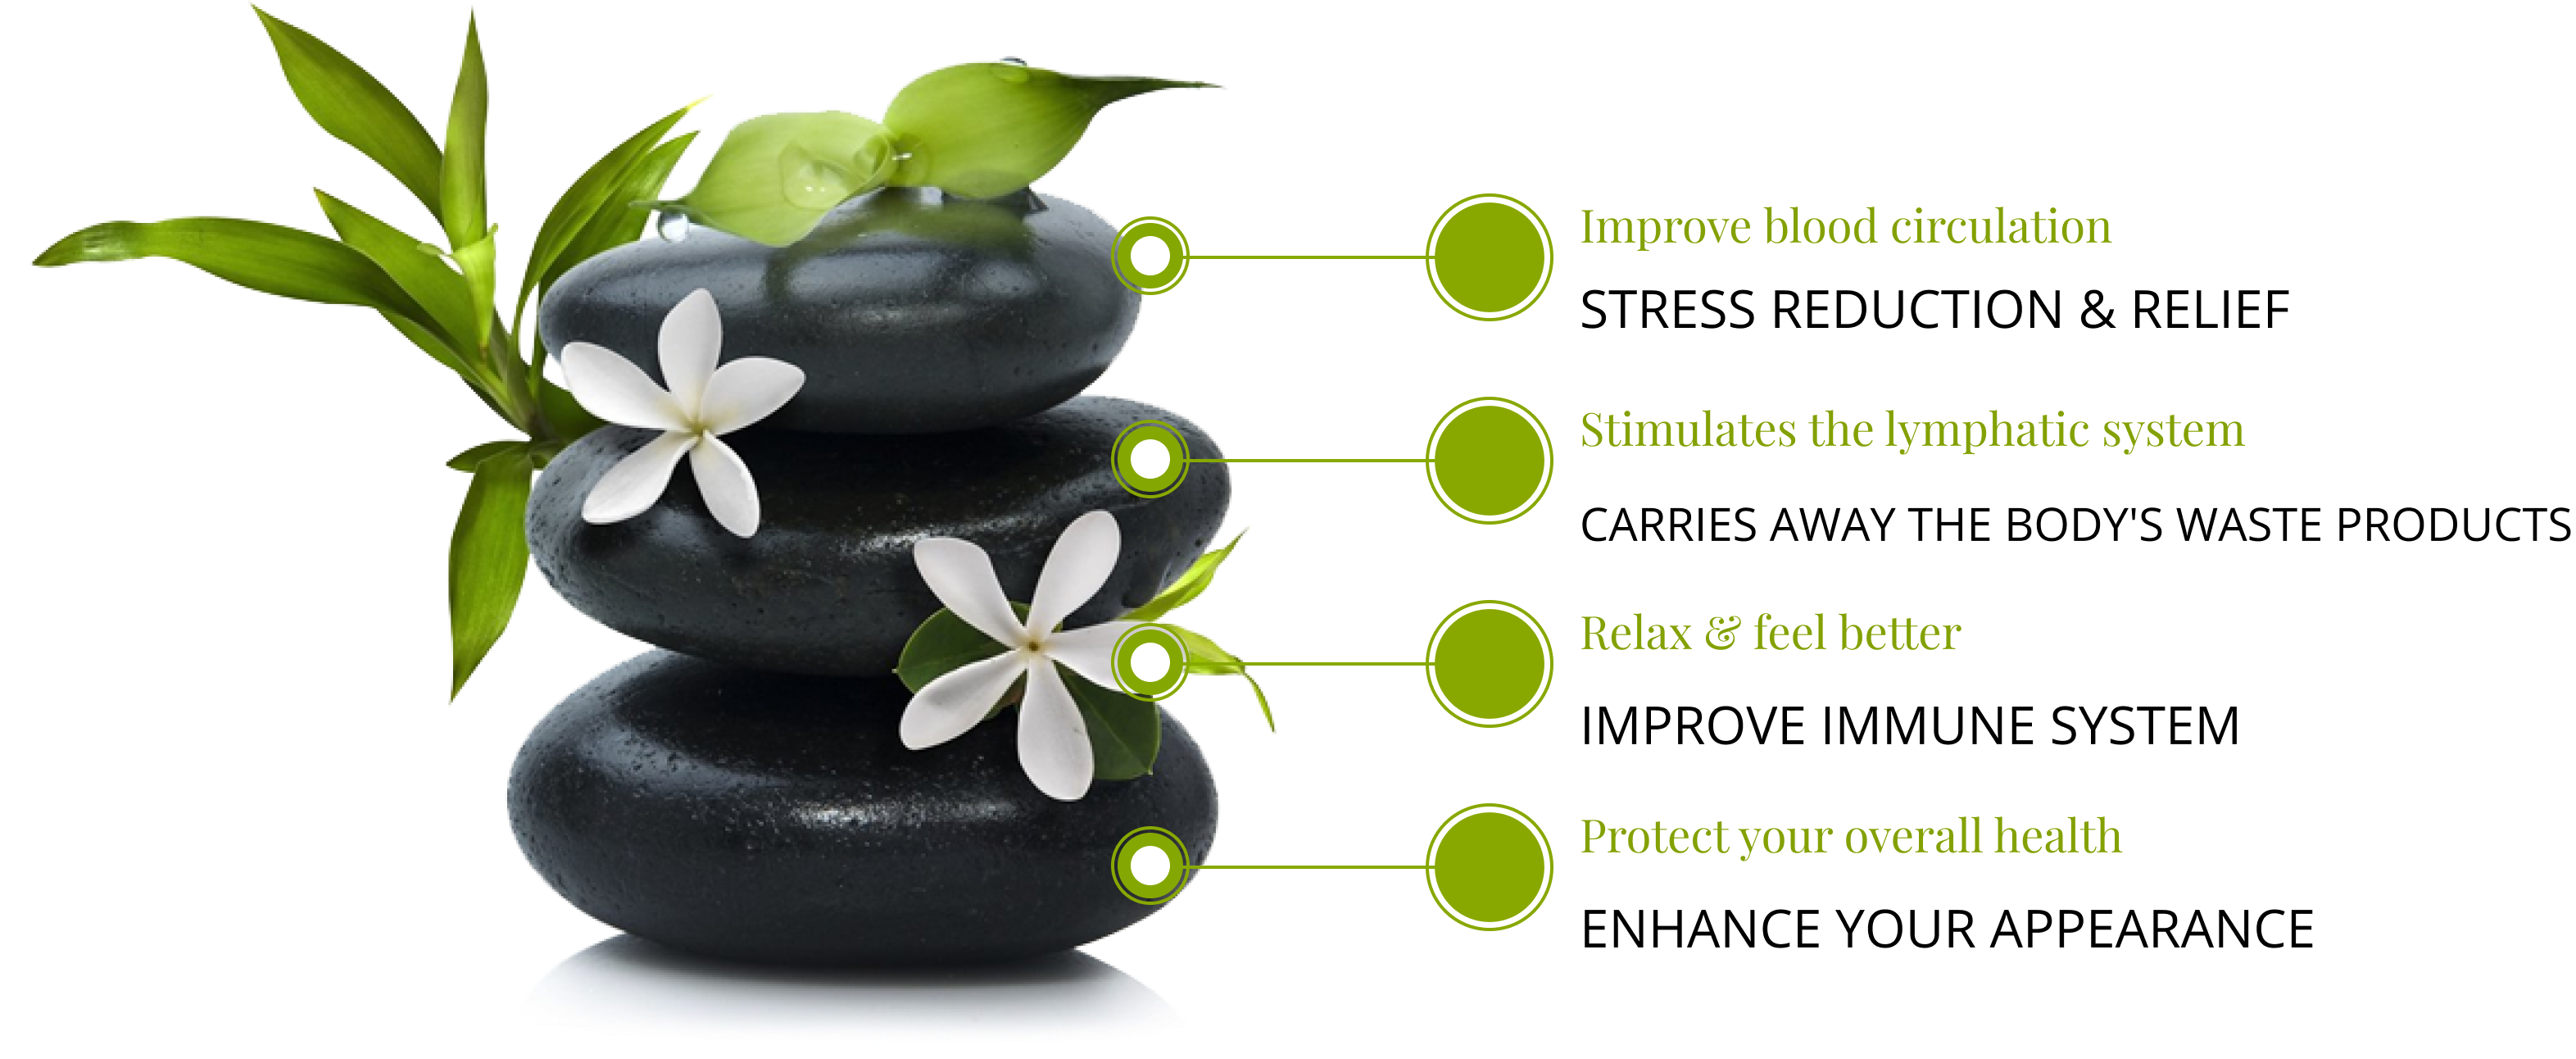 Improve blood circulation
STRESS REDUCTION & RELIEF
Stimulates the lymphatic system
CARRIES AWAY THE BODY'S WASTE PRODUCTS
Relax & feel better
IMPROVE IMMUNE SYSTEM
Protect your overall health
ENHANCE YOUR APPEARANCE